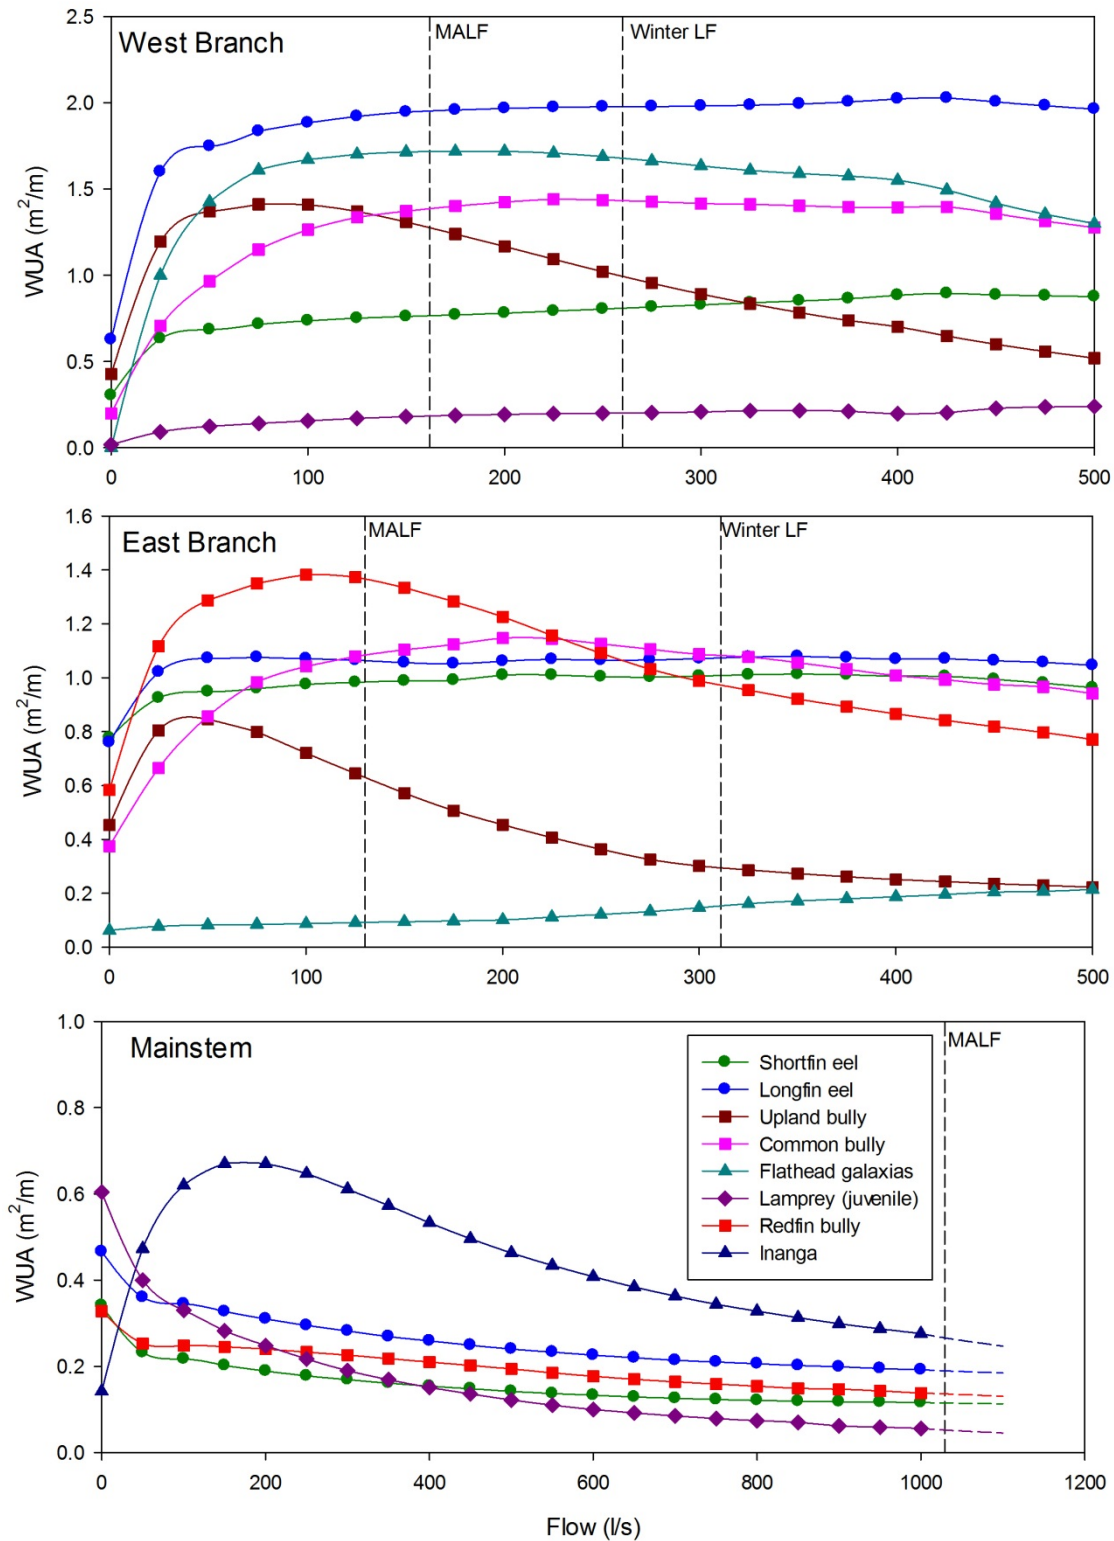 2.5
West Branch
MALF
Winter LF
2.0
1.5
1.0
0.5
0.0
WUA (m²/m)
0 100 200 300 400 500
1.6
East Branch
MALF
Winter LF
1.4
1.2
1.0
0.8
0.6
0.4
0.2
0.0
WUA (m²/m)
0 100 200 300 400 500
1.0
Mainstem
MALF
0.8
0.6
0.4
0.2
0.0
WUA (m²/m)
Shortfin eel
Longfin eel
Upland bully
Common bully
Flathead galaxias
Lamprey (juvenile)
Redfin bully
Inanga
0 200 400 600 800 1000 1200
Flow (l/s)